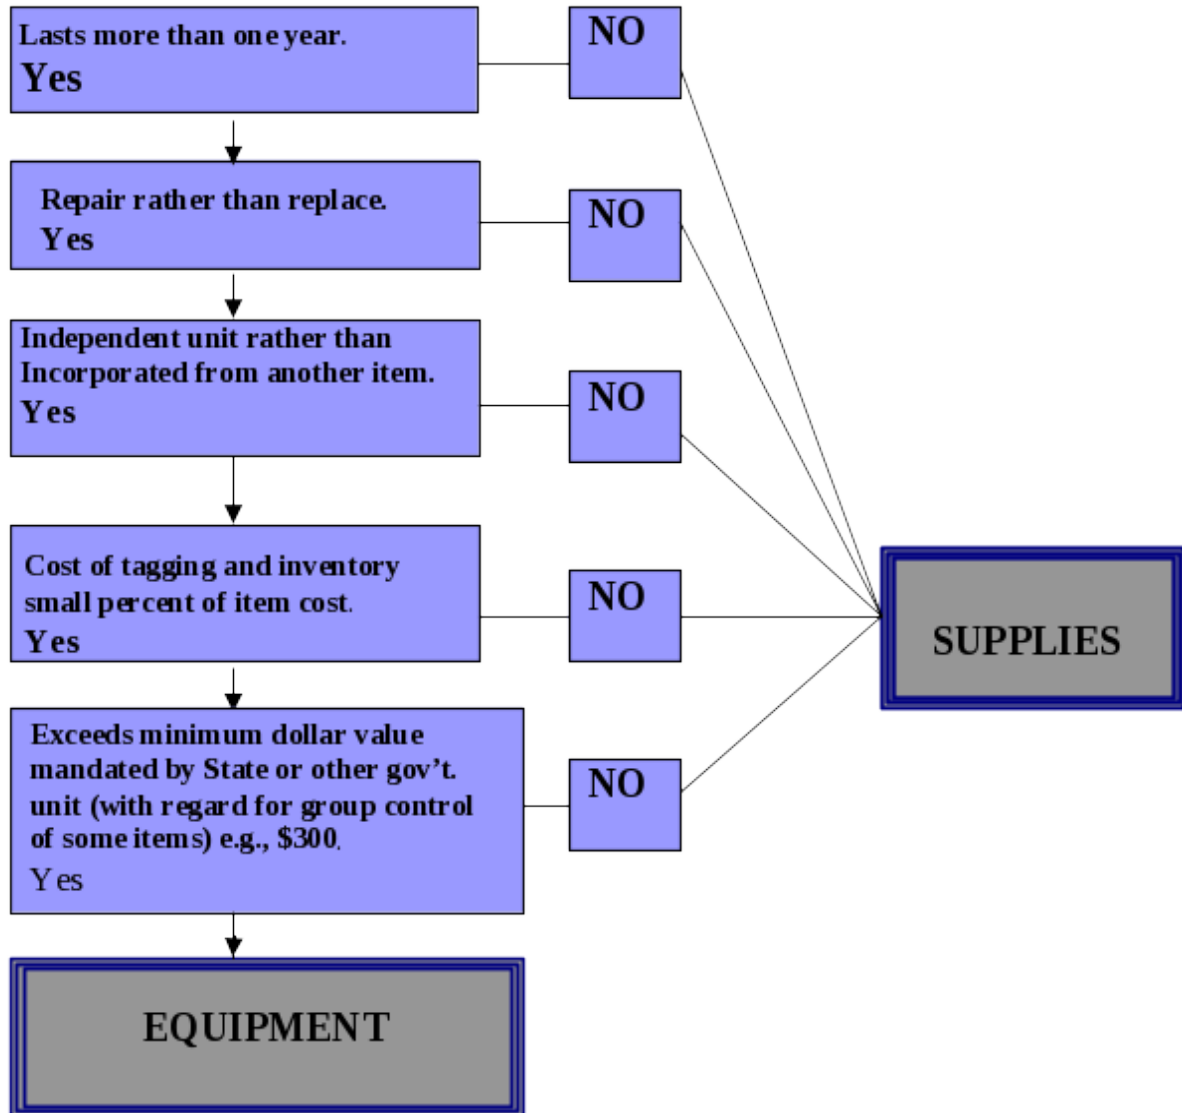 Lasts more than one year.
Yes
NO
Repair rather than replace.
Yes
NO
Independent unit rather than
Incorporated from another item.
Yes
NO
Cost of tagging and inventory
small percent of item cost.
Yes
NO
SUPPLIES
Exceeds minimum dollar value
mandated by State or other gov’t.
unit (with regard for group control
of some items) e.g., $300.
Yes
NO
EQUIPMENT